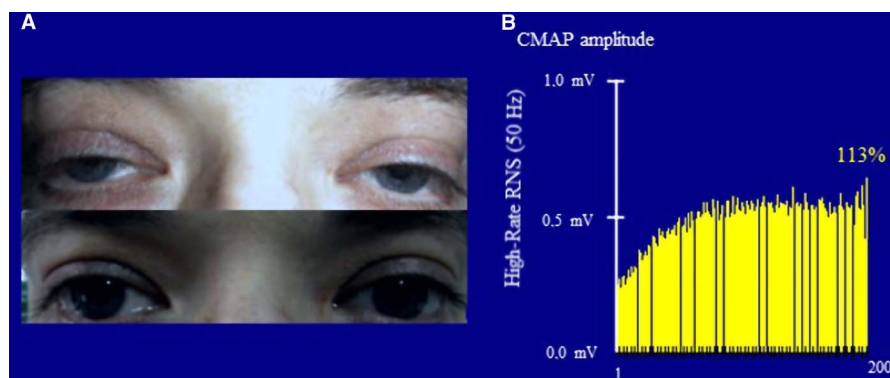 A
B
CMAP amplitude
High-Rate RNS (50 Hz)
1.0 mV
113%
0.5 mV
0.0 mV
1
200